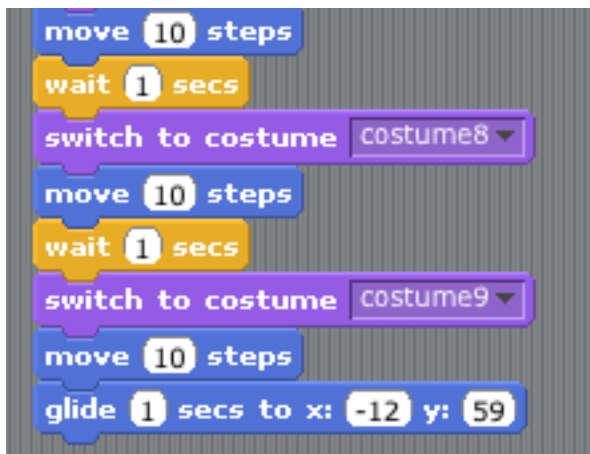 move 10 steps
wait 1 secs
switch to costume costume8
move 10 steps
wait 1 secs
switch to costume costume9
move 10 steps
glide 1 secs to x: -12 y: 59